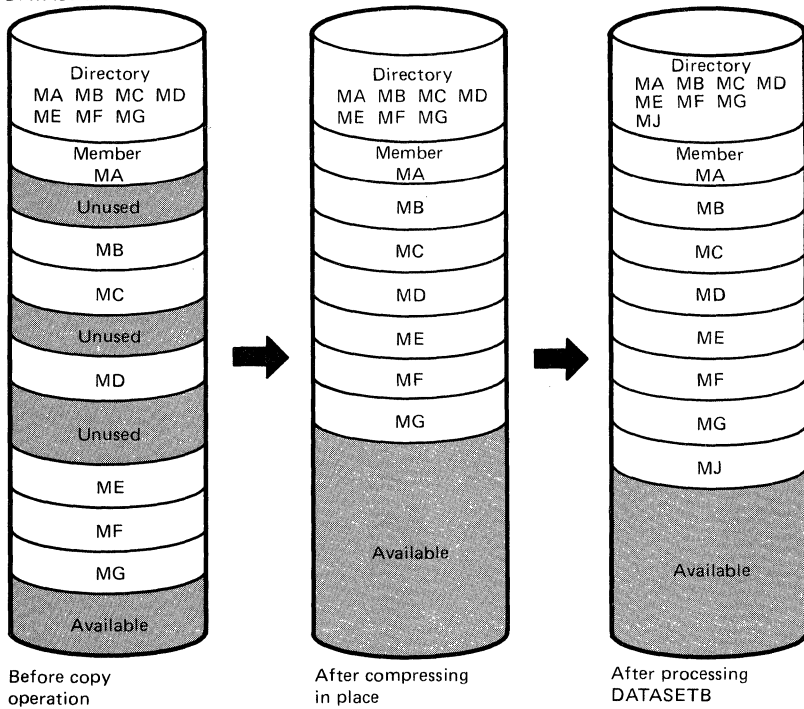 Directory
MA MB MC MD
ME MF MG
Member
MA
Unused
MB
MC
Unused
MD
Unused
ME
MF
MG
Available
Before copy
operation
Directory
MA MB MC MD
ME MF MG
Member
MA
MB
MC
MD
ME
MF
MG
Available
After compressing
in place
Directory
MA MB MC MD
ME MF MG
MJ
Member
MA
MB
MC
MD
ME
MF
MG
MJ
Available
After processing
DATASETB